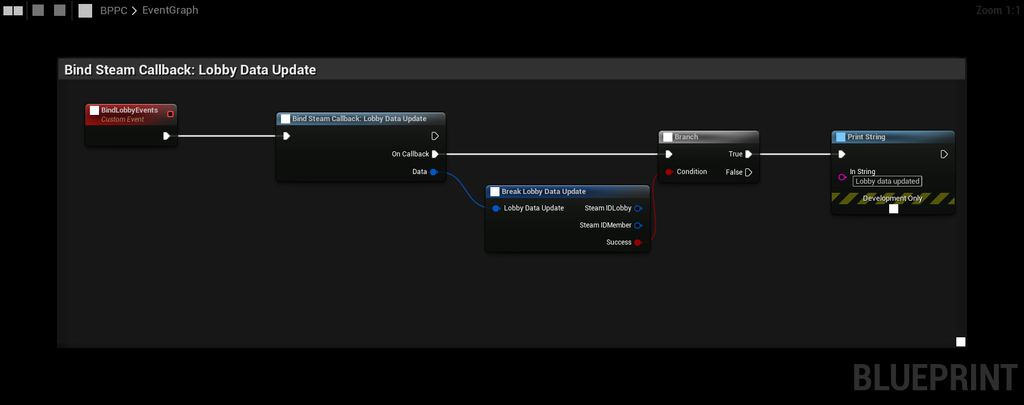 BPPC > EventGraph
Zoom 1:1
Bind Steam Callback: Lobby Data Update
BindLobbyEvents
Custom Event
Bind Steam Callback: Lobby Data Update
On Callback
Data
Break Lobby Data Update
Lobby Data Update
Steam IDLobby
Steam IDMember
Success
Branch
True
Condition
False
Print String
In String
Lobby data updated
Development Only
BLUEPRINT